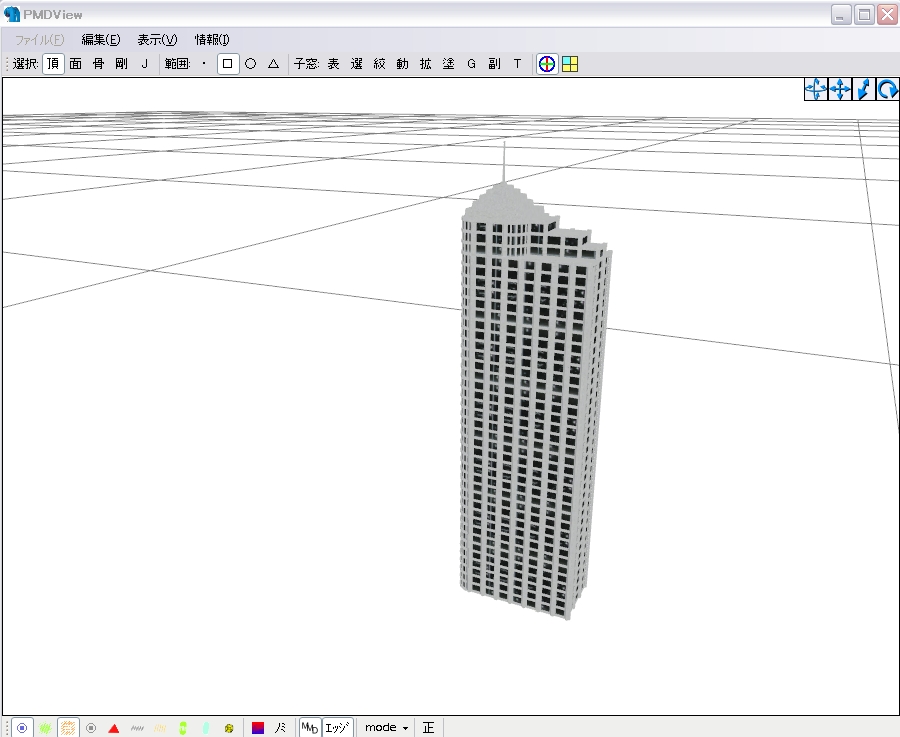 PMDView
ファイル(F) 編集(E) 表示(V) 情報(I)
選択: 頂 面 骨 剛 J 範囲: 子窓: 表 選 絞 動 拡 塗 G 副 T
ﾉﾐ MMD ｴｯｼﾞ mode 正